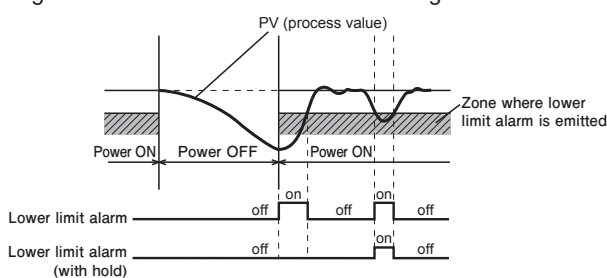 PV (process value)
Zone where lower
limit alarm is emitted
Power ON Power OFF Power ON
on on
Lower limit alarm off off off
on
Lower limit alarm off off
(with hold)